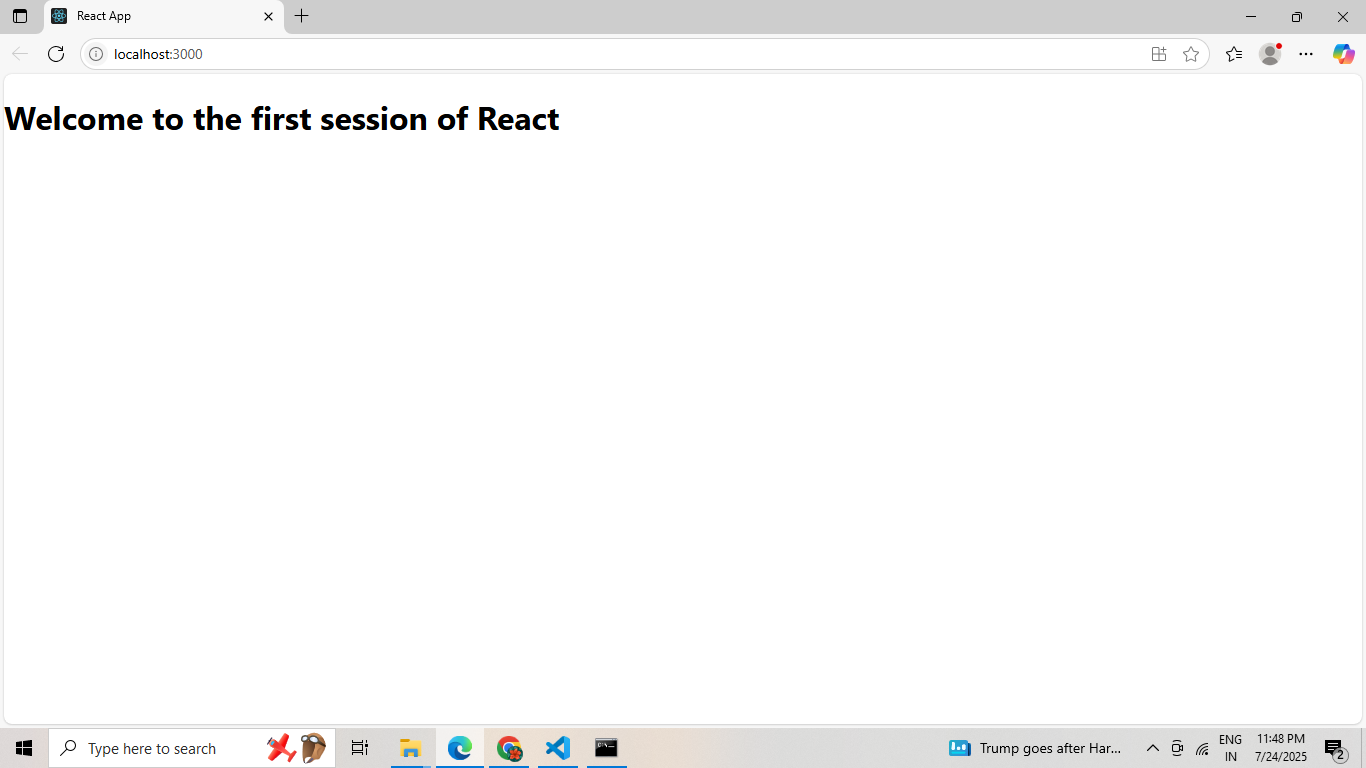 React App
localhost:3000
Welcome to the first session of React
Type here to search
Trump goes after Har...
ENG
IN
11:48 PM
7/24/2025
2